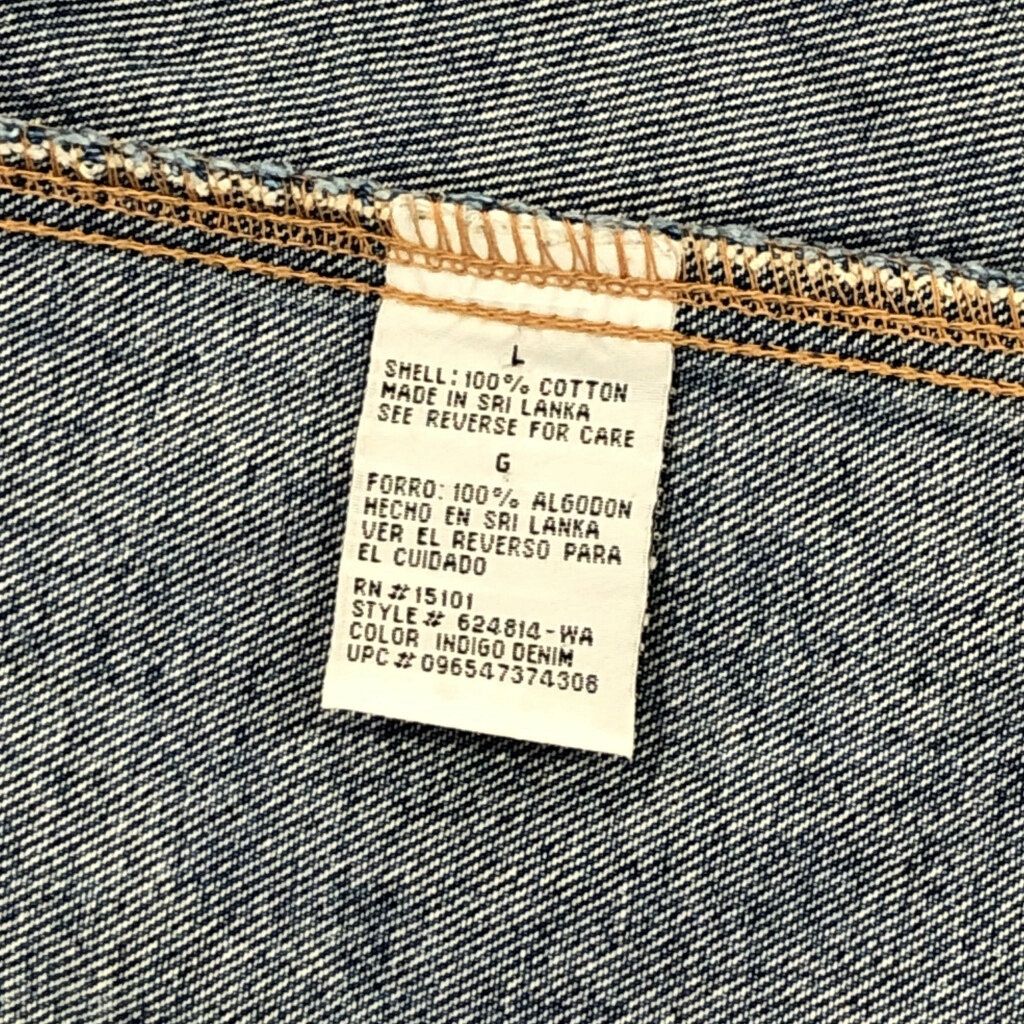 L
SHELL: 100% COTTON
MADE IN SRI LANKA
SEE REVERSE FOR CARE
G
FORRO: 100% ALGODON
HECHO EN SRI LANKA
VER EL REVERSO PARA
EL CUIDADO
RN # 15101
STYLE # 624814-WA
COLOR INDIGO DENIM
UPC # 096547374308